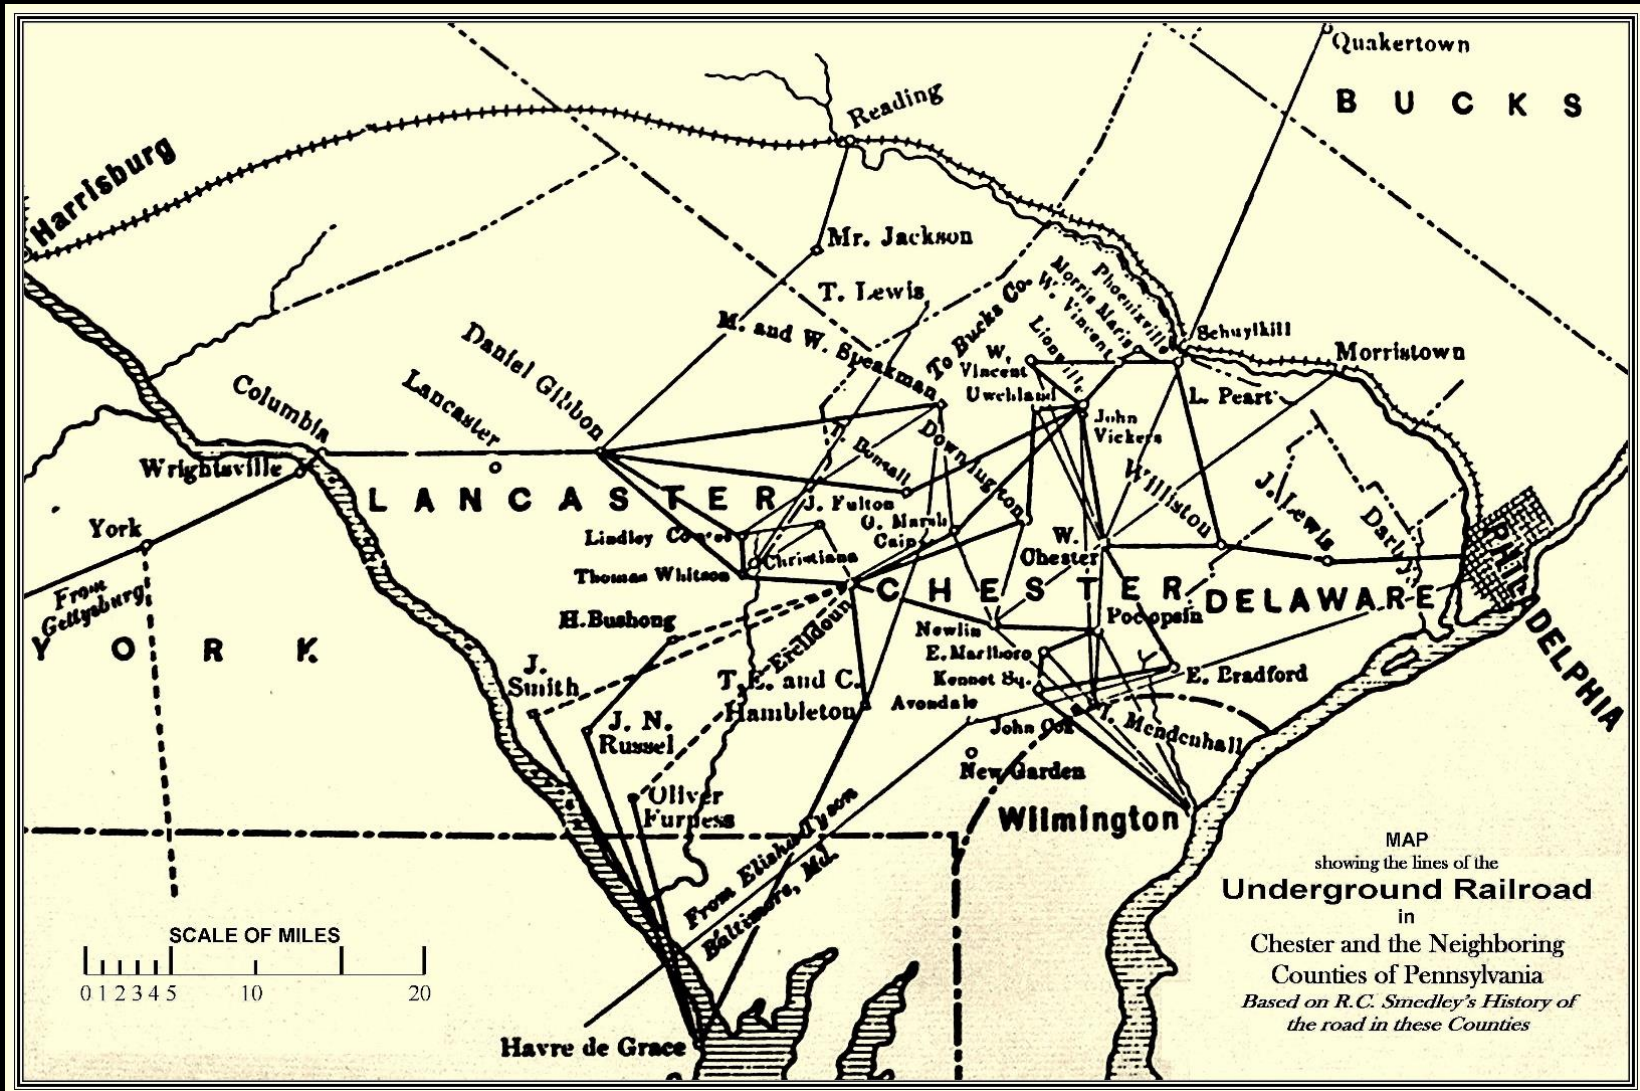 Quakertown
BUCKS
Reading
Harrisburg
Mr. Jackson
T. Lewis
M. and W. Speakman
To Bucks Co.
W. Vincent
Morris Maris
Phoenixville
Lionville
Schuylkill
Morristown
Daniel Gibbon
Lancaster
Columbia
W.
Vincent
Uwchland
L. Peart
John
Vickers
Wrightsville
Downington
Williston
J. Lewis
Darby
LANCASTER
T. Bonsall
J. Fulton
G. Marsh
Caln
York
Lindley
Christiana
Thomas Whitson
W.
Chester
From
Gettysburg
CHESTER
DELAWARE
PHILADELPHIA
H. Bushong
Ercildoun
Newlin
Pocopsin
YORK
E. Marlboro
Kennet Sq.
E. Bradford
J.
Smith
T. E. and C.
Hambleton
Avondale
John Cox
I. Mendenhall
J. N.
Russel
New Garden
Oliver
Furness
Wilmington
From Elisha Tyson
Baltimore, Md.
Havre de Grace
SCALE OF MILES
0 1 2 3 4 5 10 20
MAP
showing the lines of the
Underground Railroad
in
Chester and the Neighboring
Counties of Pennsylvania
Based on R.C. Smedley's History of
the road in these Counties